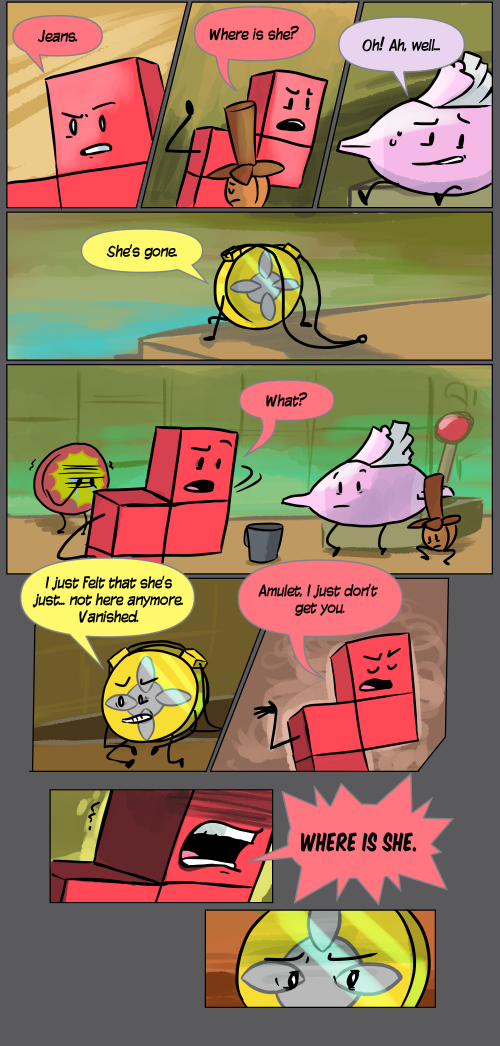 Jeans.
Where is she?
Oh! Ah, well...
She's gone.
What?
I just felt that she's
just... not here anymore.
Vanished.
Amulet, I just don't
get you.
WHERE IS SHE.